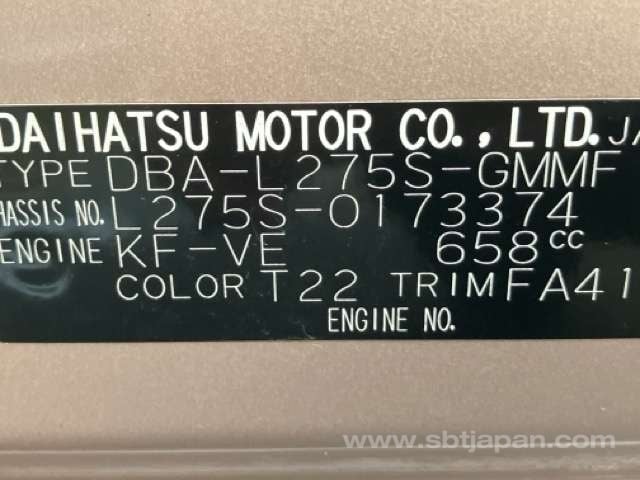 DAIHATSU MOTOR CO., LTD. JA
TYPE DBA-L275S-GMMF
HASSIS NO. L275S-0173374
ENGINE KF-VE 658cc
COLOR T22 TRIM FA41
ENGINE NO.
www.sbtjapan.com